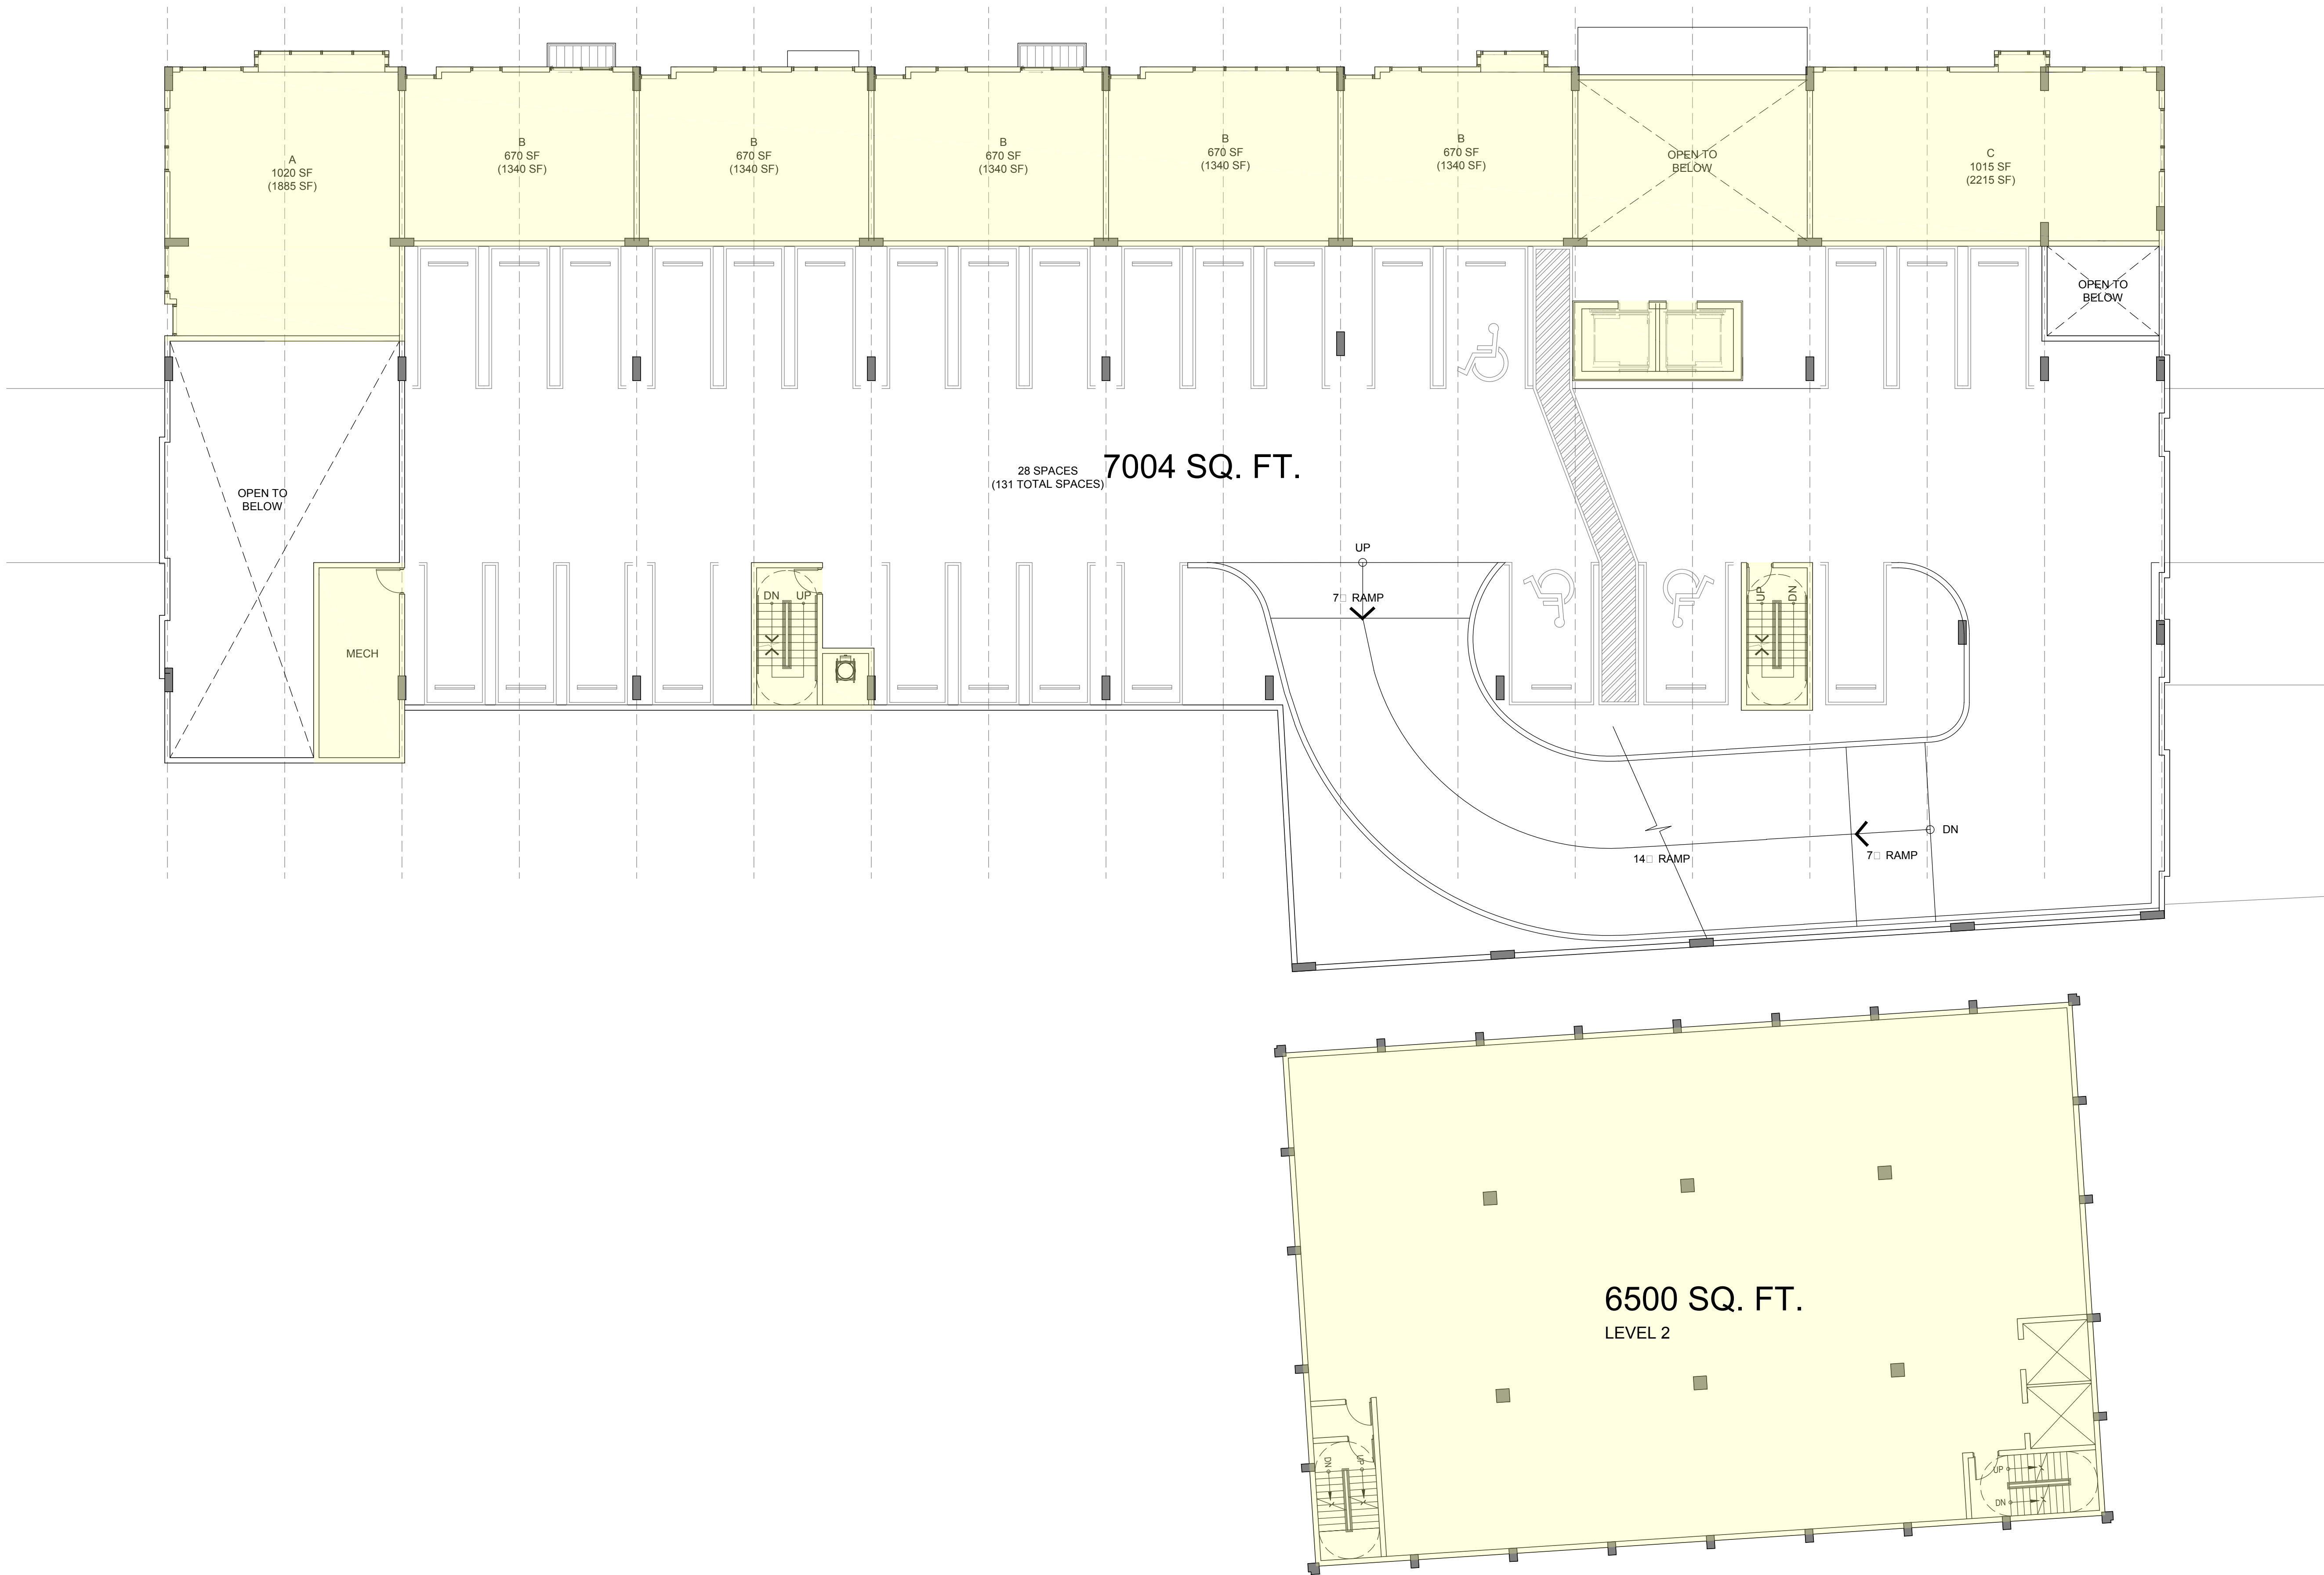 A
1020 SF
(1885 SF)
B
670 SF
(1340 SF)
B
670 SF
(1340 SF)
B
670 SF
(1340 SF)
B
670 SF
(1340 SF)
B
670 SF
(1340 SF)
OPEN TO
BELOW
C
1015 SF
(2215 SF)
OPEN TO
BELOW
28 SPACES
(131 TOTAL SPACES)
7004 SQ. FT.
OPEN TO
BELOW
MECH
DN UP
UP
7□ RAMP
UP
DN
DN
14□ RAMP
7□ RAMP
6500 SQ. FT.
LEVEL 2
DN
UP
UP
DN